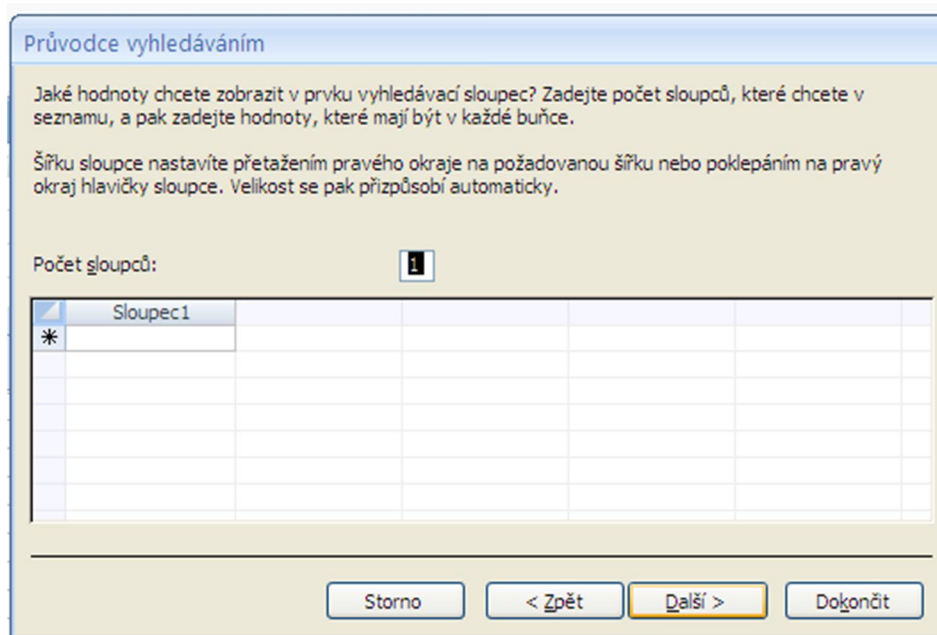 Průvodce vyhledáváním
Jaké hodnoty chcete zobrazit v prvku vyhledávací sloupec? Zadejte počet sloupců, které chcete v
seznamu, a pak zadejte hodnoty, které mají být v každé buňce.
Šířku sloupce nastavíte přetažením pravého okraje na požadovanou šířku nebo poklepáním na pravý
okraj hlavičky sloupce. Velikost se pak přizpůsobí automaticky.
Počet sloupců: 1
Sloupec1
Storno < Zpět Další > Dokončit